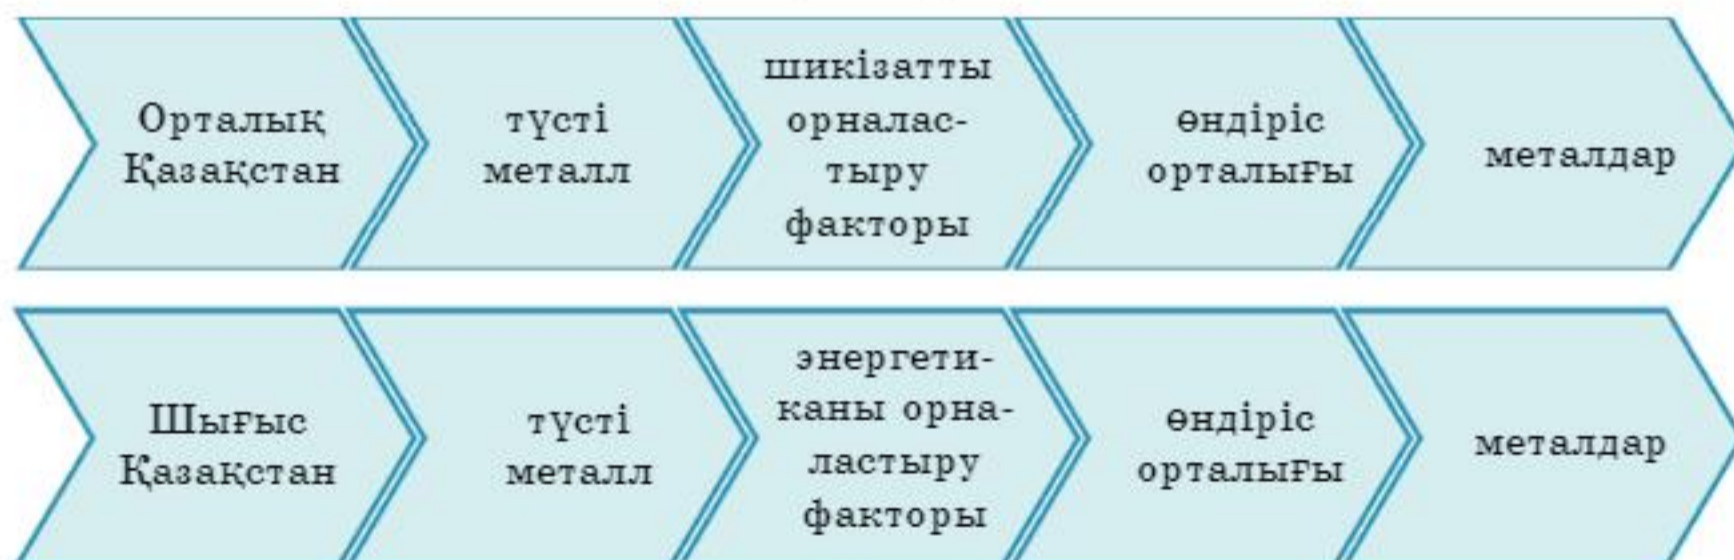 Орталық
Қазақстан
түсті
металл
шикізатты
орналас-
тыру
факторы
өндіріс
орталығы
металдар
Шығыс
Қазақстан
түсті
металл
энергети-
каны орна-
ластыру
факторы
өндіріс
орталығы
металдар